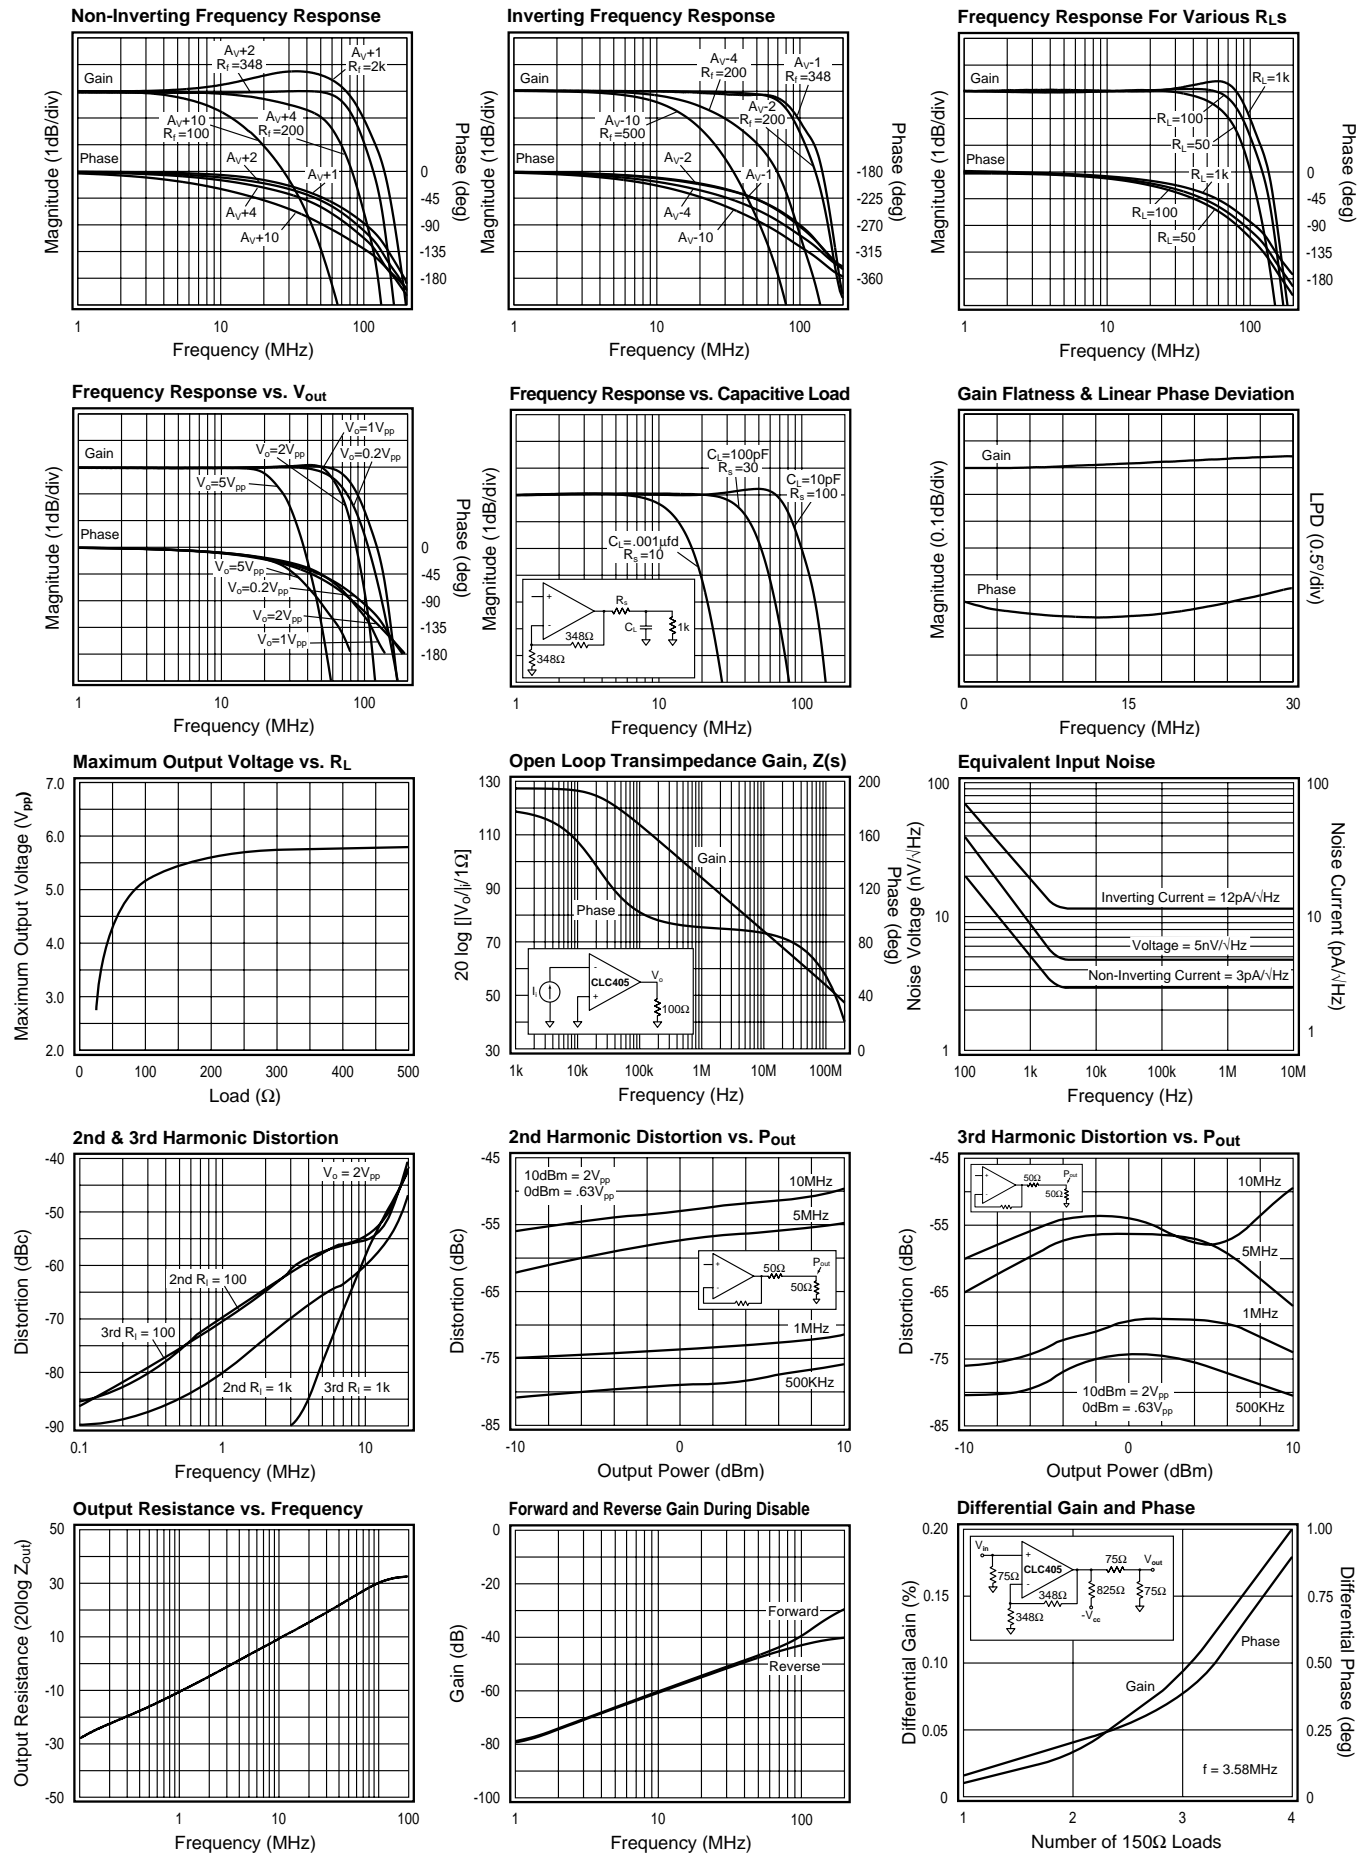 Non-Inverting Frequency Response
Magnitude (1dB/div)
Gain
Phase
Av+2
Rf=348
Av+1
Rf=2k
Av+10
Rf=100
Av+4
Rf=200
Av+2
Av+1
Av+4
Av+10
0
-45
-90
-135
-180
Phase (deg)
1
10
100
Frequency (MHz)
Inverting Frequency Response
Magnitude (1dB/div)
Av-4
Rf=200
Av-1
Rf=348
Av-10
Rf=500
Av-2
Rf=200
Av-2
Av-1
Av-4
Av-10
-180
-225
-270
-315
-360
Phase (deg)
1
10
100
Frequency (MHz)
Frequency Response For Various RLs
Magnitude (1dB/div)
Gain
Phase
RL=1k
RL=100
RL=50
RL=1k
RL=100
RL=50
0
-45
-90
-135
-180
Phase (deg)
1
10
100
Frequency (MHz)
Frequency Response vs. Vout
Magnitude (1dB/div)
Gain
Phase
Vo=1Vpp
Vo=2Vpp
Vo=0.2Vpp
Vo=5Vpp
Vo=5Vpp
Vo=0.2Vpp
Vo=2Vpp
Vo=1Vpp
0
-45
-90
-135
-180
Phase (deg)
1
10
100
Frequency (MHz)
Frequency Response vs. Capacitive Load
Magnitude (1dB/div)
CL=100pF
Rs=30
CL=10pF
Rs=100
CL=.001µfd
Rs=10
+
-
Rs
CL
1k
348Ω
348Ω
1
10
100
Frequency (MHz)
Gain Flatness & Linear Phase Deviation
Magnitude (0.1dB/div)
Gain
Phase
LPD (0.5º/div)
0
15
30
Frequency (MHz)
Maximum Output Voltage vs. RL
Maximum Output Voltage (Vpp)
7.0
6.0
5.0
4.0
3.0
2.0
0
100
200
300
400
500
Load (Ω)
Open Loop Transimpedance Gain, Z(s)
20 log [|Vo/Ii|/1Ω]
130
110
90
70
50
30
Gain
Phase
Ii
-
+
CLC405
Vo
100Ω
200
160
120
80
40
0
Phase (deg)
1k
10k
100k
1M
10M
100M
Frequency (Hz)
Equivalent Input Noise
Noise Voltage (nV/√Hz)
100
10
1
Inverting Current = 12pA/√Hz
Voltage = 5nV/√Hz
Non-Inverting Current = 3pA/√Hz
100
10
1
Noise Current (pA/√Hz)
100
1k
10k
100k
1M
10M
Frequency (Hz)
2nd & 3rd Harmonic Distortion
Distortion (dBc)
-40
-50
-60
-70
-80
-90
Vo = 2Vpp
2nd Rl = 100
3rd Rl = 100
2nd Rl = 1k
3rd Rl = 1k
0.1
1
10
Frequency (MHz)
2nd Harmonic Distortion vs. Pout
Distortion (dBc)
-45
-55
-65
-75
-85
10dBm = 2Vpp
0dBm = .63Vpp
10MHz
5MHz
+
-
50Ω
Pout
50Ω
1MHz
500KHz
-10
0
10
Output Power (dBm)
3rd Harmonic Distortion vs. Pout
Distortion (dBc)
-45
-55
-65
-75
-85
+
-
50Ω
Pout
50Ω
10MHz
5MHz
1MHz
10dBm = 2Vpp
0dBm = .63Vpp
500KHz
-10
0
10
Output Power (dBm)
Output Resistance vs. Frequency
Output Resistance (20log Zout)
50
30
10
-10
-30
-50
1
10
100
Frequency (MHz)
Forward and Reverse Gain During Disable
Gain (dB)
0
-20
-40
-60
-80
-100
Forward
Reverse
1
10
100
Frequency (MHz)
Differential Gain and Phase
Differential Gain (%)
0.20
0.15
0.10
0.05
0
Vin
75Ω
+
-
CLC405
75Ω
Vout
825Ω
75Ω
348Ω
348Ω
-Vcc
Phase
Gain
f = 3.58MHz
1.00
0.75
0.50
0.25
0
Differential Phase (deg)
1
2
3
4
Number of 150Ω Loads